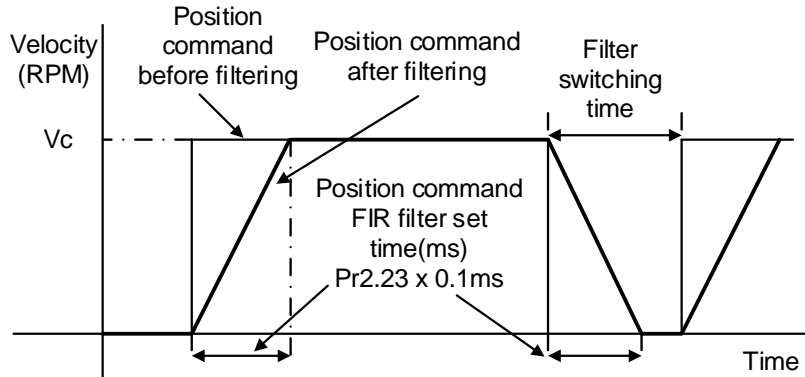 Velocity
(RPM)
Position
command
before filtering
Position command
after filtering
Filter
switching
time
Vc
Position command
FIR filter set
time(ms)
Pr2.23 x 0.1ms
Time